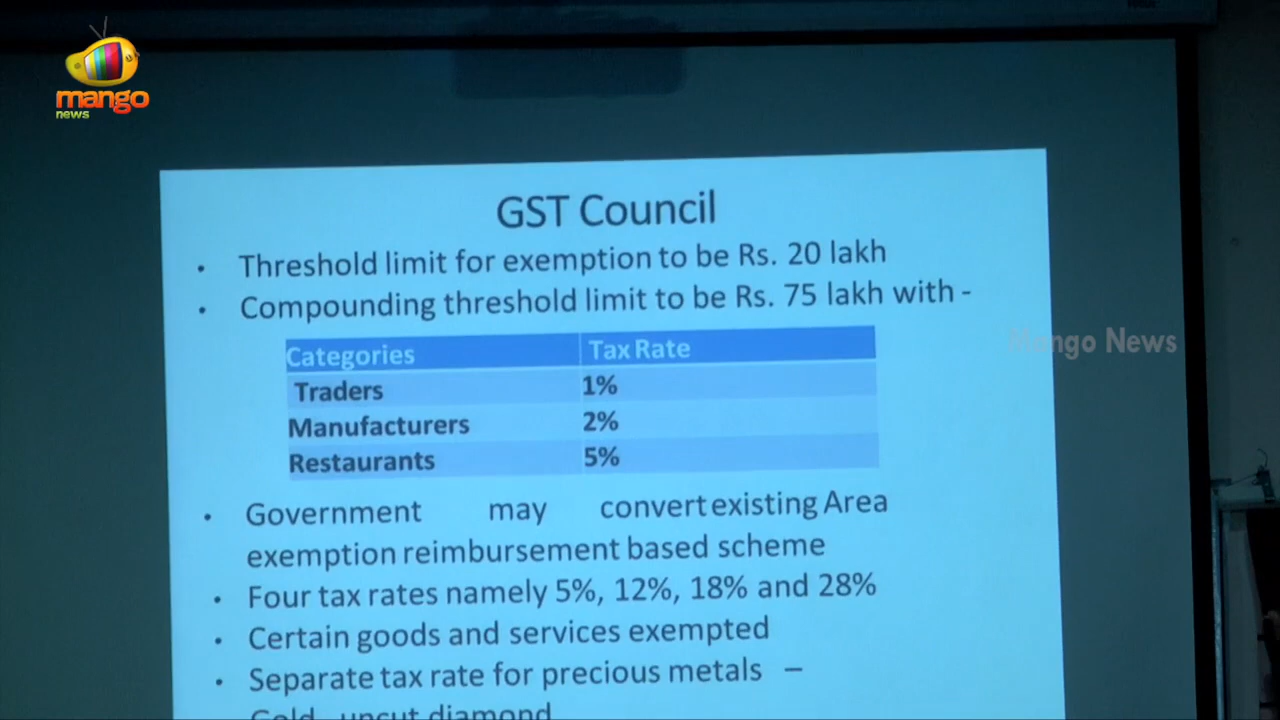 mango
news
GST Council
• Threshold limit for exemption to be Rs. 20 lakh
• Compounding threshold limit to be Rs. 75 lakh with -
Categories Tax Rate
Traders 1%
Manufacturers 2%
Restaurants 5%
Mango News
• Government may convert existing Area
exemption reimbursement based scheme
• Four tax rates namely 5%, 12%, 18% and 28%
• Certain goods and services exempted
• Separate tax rate for precious metals –
Gold, uncut diamond